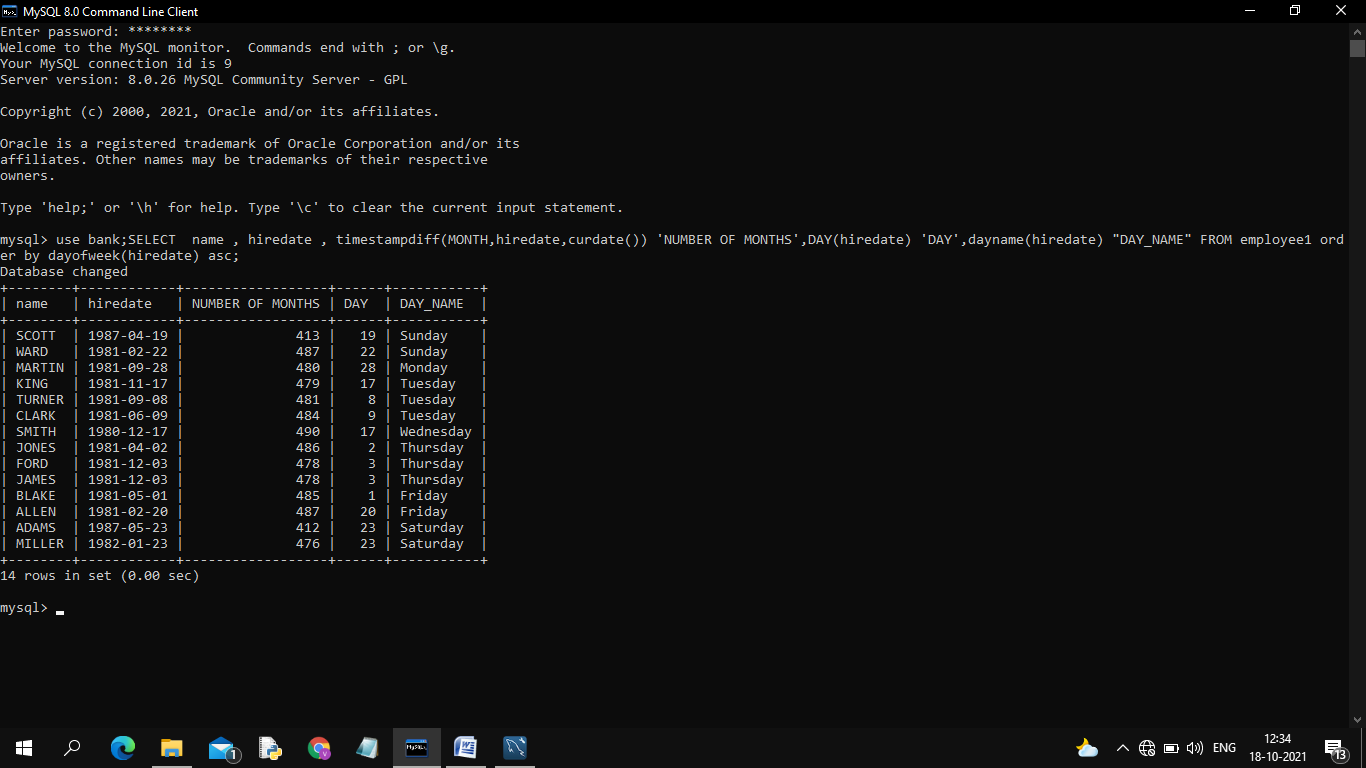 MySQL 8.0 Command Line Client
Enter password: ********
Welcome to the MySQL monitor.  Commands end with ; or \g.
Your MySQL connection id is 9
Server version: 8.0.26 MySQL Community Server - GPL
Copyright (c) 2000, 2021, Oracle and/or its affiliates.
Oracle is a registered trademark of Oracle Corporation and/or its
affiliates. Other names may be trademarks of their respective
owners.
Type 'help;' or '\h' for help. Type '\c' to clear the current input statement.
mysql> use bank;SELECT  name , hiredate , timestampdiff(MONTH,hiredate,curdate()) 'NUMBER OF MONTHS',DAY(hiredate) 'DAY',dayname(hiredate) "DAY_NAME" FROM employee1 ord
er by dayofweek(hiredate) asc;
Database changed
+--------+------------+------------------+------+-----------+
| name   | hiredate   | NUMBER OF MONTHS | DAY  | DAY_NAME  |
+--------+------------+------------------+------+-----------+
| SCOTT  | 1987-04-19 |              413 |   19 | Sunday    |
| WARD   | 1981-02-22 |              487 |   22 | Sunday    |
| MARTIN | 1981-09-28 |              480 |   28 | Monday    |
| KING   | 1981-11-17 |              479 |   17 | Tuesday   |
| TURNER | 1981-09-08 |              481 |    8 | Tuesday   |
| CLARK  | 1981-06-09 |              484 |    9 | Tuesday   |
| SMITH  | 1980-12-17 |              490 |   17 | Wednesday |
| JONES  | 1981-04-02 |              486 |    2 | Thursday  |
| FORD   | 1981-12-03 |              478 |    3 | Thursday  |
| JAMES  | 1981-12-03 |              478 |    3 | Thursday  |
| BLAKE  | 1981-05-01 |              485 |    1 | Friday    |
| ALLEN  | 1981-02-20 |              487 |   20 | Friday    |
| ADAMS  | 1987-05-23 |              412 |   23 | Saturday  |
| MILLER | 1982-01-23 |              476 |   23 | Saturday  |
+--------+------------+------------------+------+-----------+
14 rows in set (0.00 sec)
mysql>
1
V
MySQL
W
ENG
12:34
18-10-2021
13